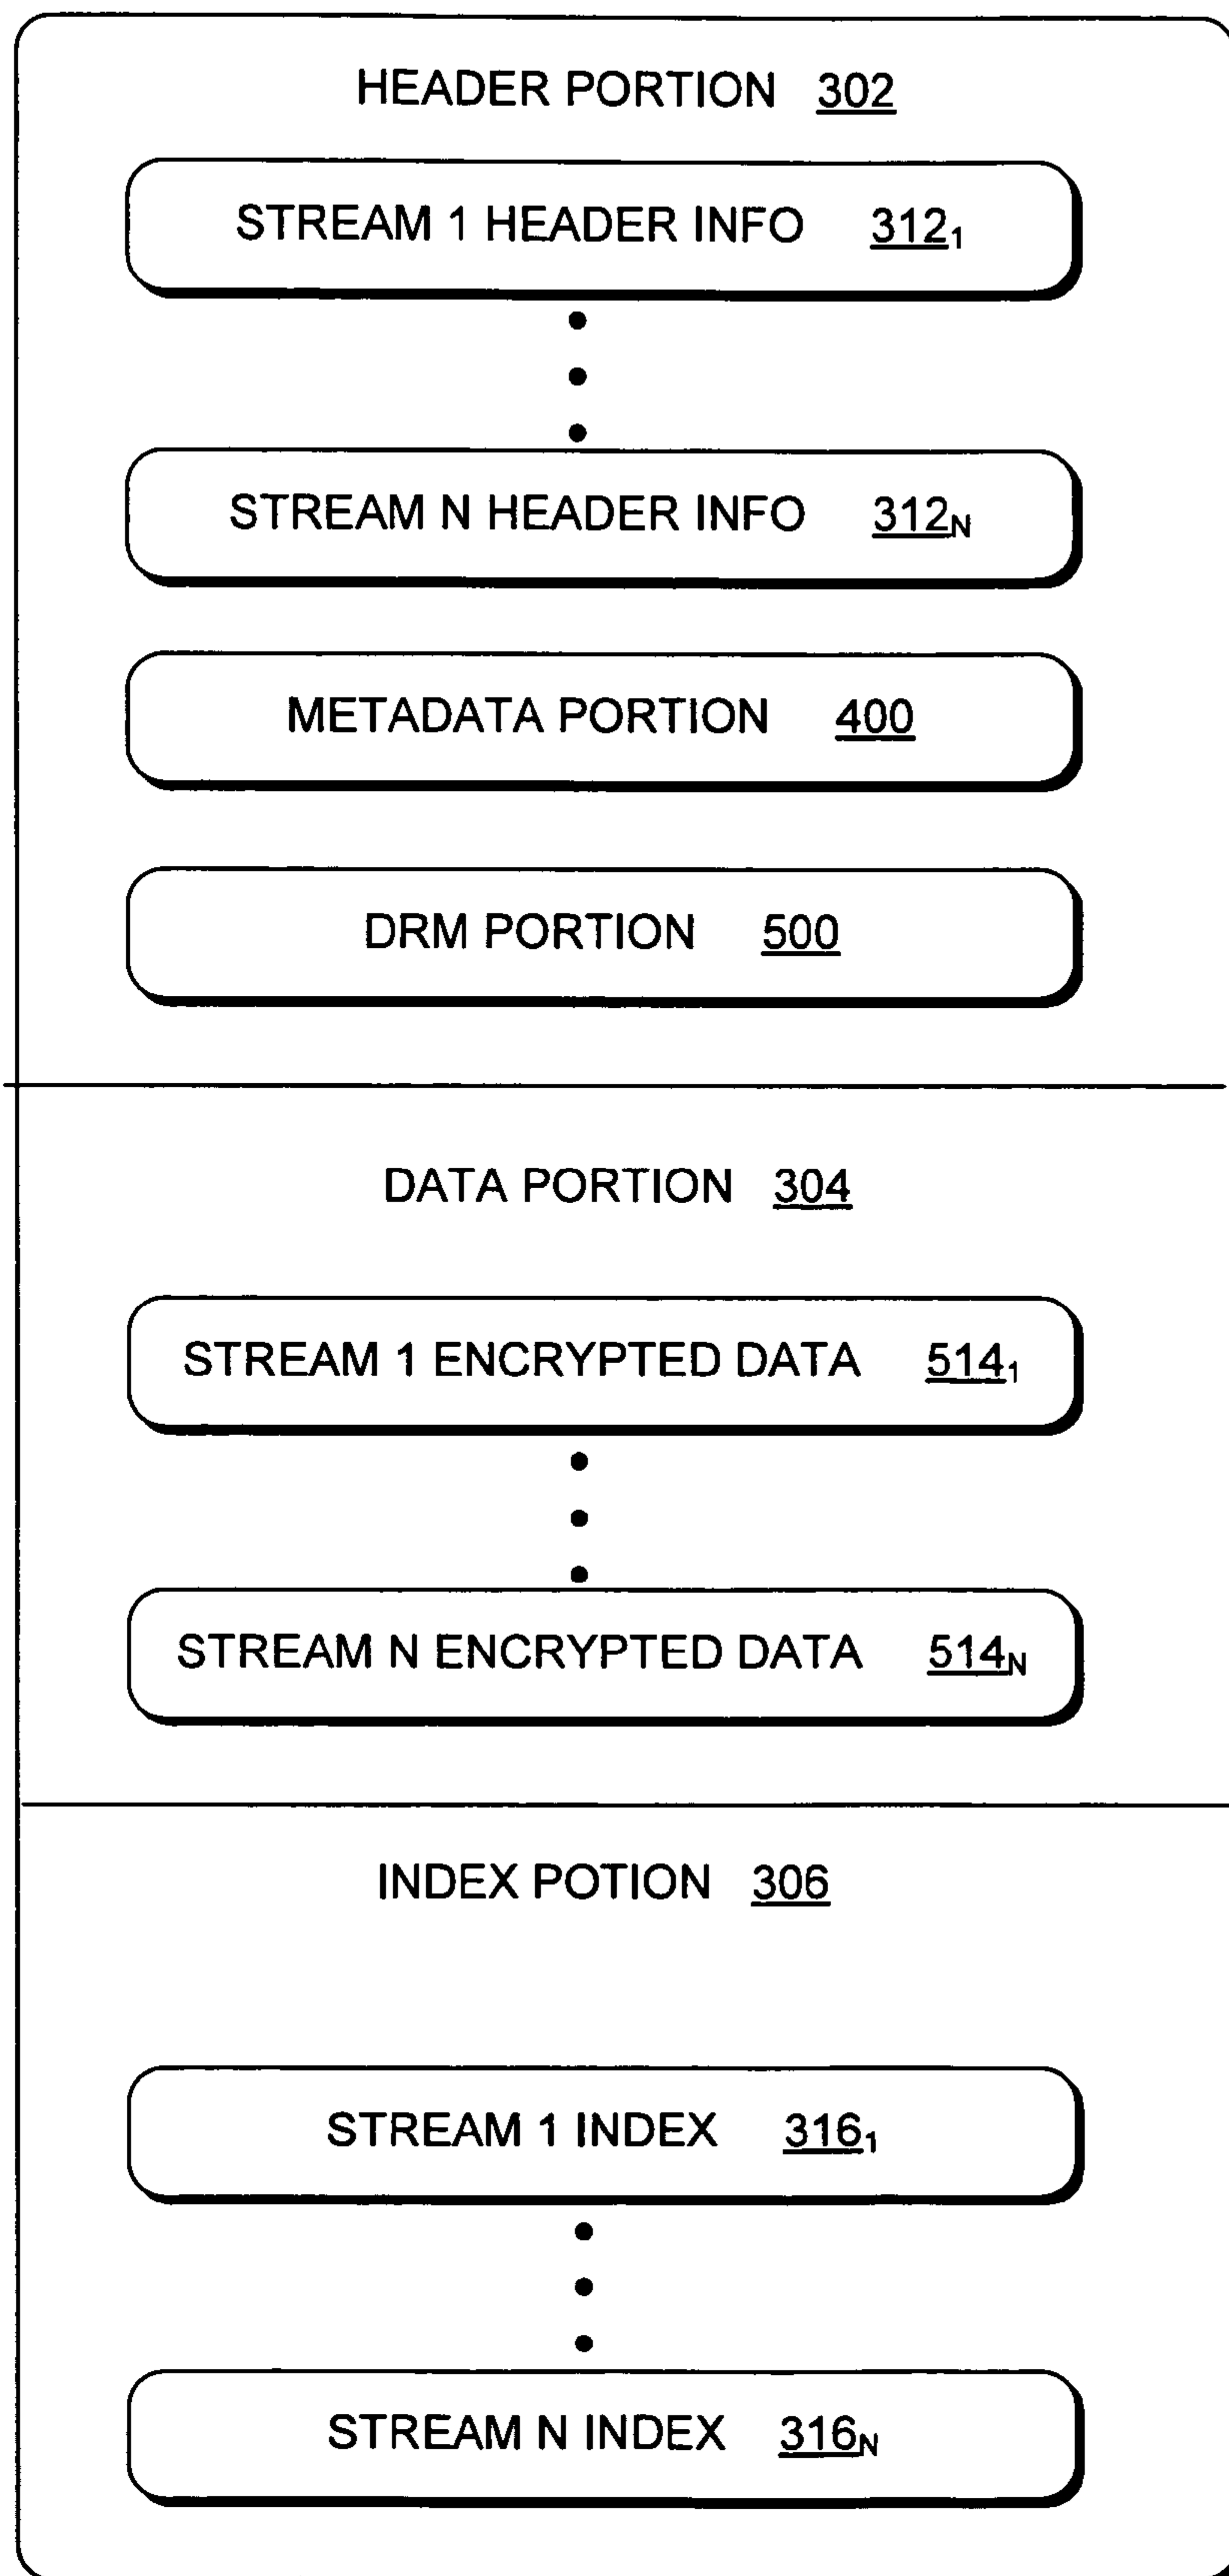 HEADER PORTION 302
STREAM 1 HEADER INFO 312₁
STREAM N HEADER INFO 312N
METADATA PORTION 400
DRM PORTION 500
DATA PORTION 304
STREAM 1 ENCRYPTED DATA 514₁
STREAM N ENCRYPTED DATA 514N
INDEX POTION 306
STREAM 1 INDEX 316₁
STREAM N INDEX 316N